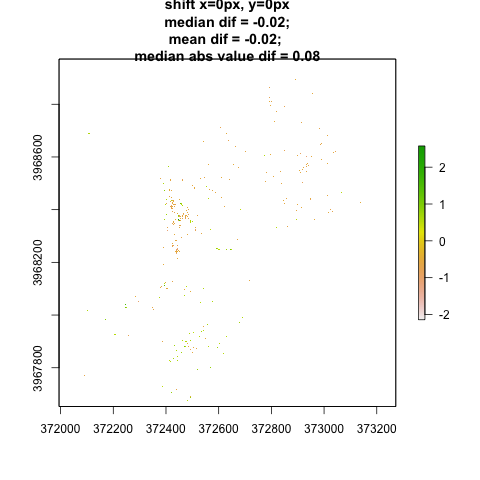 shift x=0px, y=0px
median dif = -0.02;
mean dif = -0.02;
median abs value dif = 0.08
3968600
3968200
3967800
2
1
0
-1
-2
372000 372200 372400 372600 372800 373000 373200